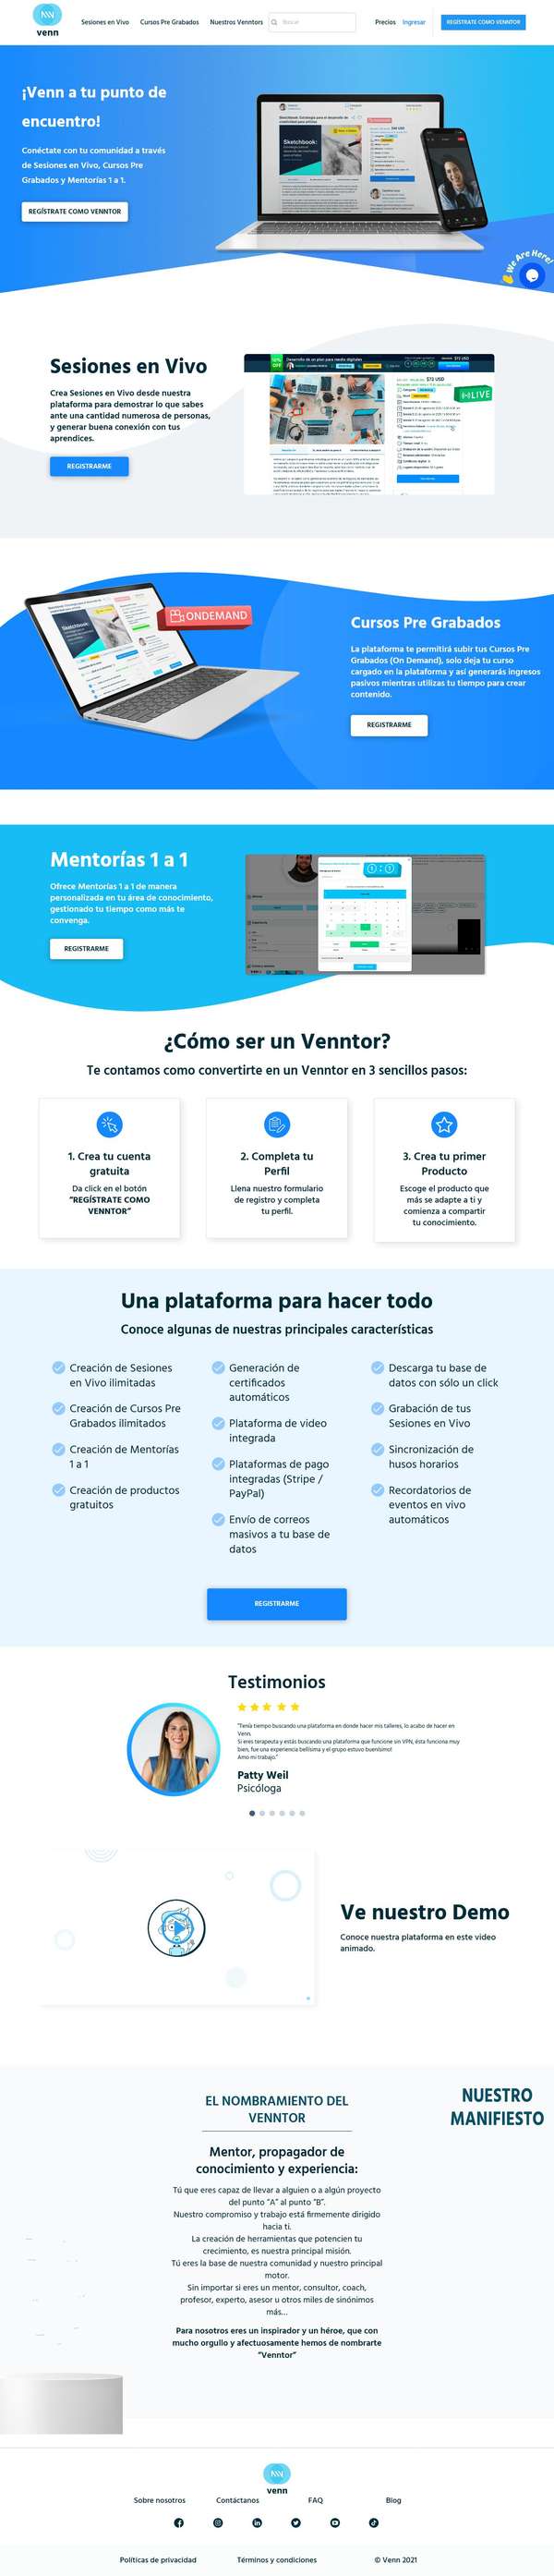 venn
Sesiones en Vivo
Cursos Pre Grabados
Nuestros Venntors
Buscar
Precios
Ingresar
REGÍSTRATE COMO VENNTOR
¡Venn a tu punto de
encuentro!
Conéctate con tu comunidad a través
de Sesiones en Vivo, Cursos Pre
Grabados y Mentorías 1 a 1.
REGÍSTRATE COMO VENNTOR
Sketchbook:
We Are Here!
Sesiones en Vivo
Crea Sesiones en Vivo desde nuestra
plataforma para demostrar lo que sabes
ante una cantidad numerosa de personas,
y generar buena conexión con tus
aprendices.
REGISTRARME
LIVE
ONDEMAND
Cursos Pre Grabados
La plataforma te permitirá subir tus Cursos Pre
Grabados (On Demand), solo deja tu curso
cargado en la plataforma y así generarás ingresos
pasivos mientras utilizas tu tiempo para crear
contenido.
REGISTRARME
Mentorías 1 a 1
Ofrece Mentorías 1 a 1 de manera
personalizada en tu área de conocimiento,
gestionado tu tiempo como más te
convenga.
REGISTRARME
¿Cómo ser un Venntor?
Te contamos como convertirte en un Venntor en 3 sencillos pasos:
1. Crea tu cuenta
gratuita
Da click en el botón
"REGÍSTRATE COMO
VENNTOR"
2. Completa tu
Perfil
Llena nuestro formulario
de registro y completa
tu perfil.
3. Crea tu primer
Producto
Escoge el producto que
más se adapte a ti y
comienza a compartir
tu conocimiento.
Una plataforma para hacer todo
Conoce algunas de nuestras principales características
Creación de Sesiones
en Vivo ilimitadas
Creación de Cursos Pre
Grabados ilimitados
Creación de Mentorías
1 a 1
Creación de productos
gratuitos
Generación de
certificados
automáticos
Plataforma de video
integrada
Plataformas de pago
integradas (Stripe /
PayPal)
Envío de correos
masivos a tu base de
datos
Descarga tu base de
datos con sólo un click
Grabación de tus
Sesiones en Vivo
Sincronización de
husos horarios
Recordatorios de
eventos en vivo
automáticos
REGISTRARME
Testimonios
"Tenía tiempo buscando una plataforma en donde hacer mis talleres, lo acabo de hacer en
Venn.
Si eres terapeuta y estás buscando una plataforma que funcione sin VPN, ésta funciona muy
bien, fue una experiencia bellísima y el grupo estuvo buenísimo!
Amo mi trabajo."
Patty Weil
Psicóloga
Ve nuestro Demo
Conoce nuestra plataforma en este video
animado.
NUESTRO
MANIFIESTO
EL NOMBRAMIENTO DEL
VENNTOR
Mentor, propagador de
conocimiento y experiencia:
Tú que eres capaz de llevar a alguien o a algún proyecto
del punto "A" al punto "B".
Nuestro compromiso y trabajo está firmemente dirigido
hacia ti.
La creación de herramientas que potencien tu
crecimiento, es nuestra principal misión.
Tú eres la base de nuestra comunidad y nuestro principal
motor.
Sin importar si eres un mentor, consultor, coach,
profesor, experto, asesor u otros miles de sinónimos
más...
Para nosotros eres un inspirador y un héroe, que con
mucho orgullo y afectuosamente hemos de nombrarte
"Venntor"
venn
Sobre nosotros
Contáctanos
FAQ
Blog
Políticas de privacidad
Términos y condiciones
© Venn 2021